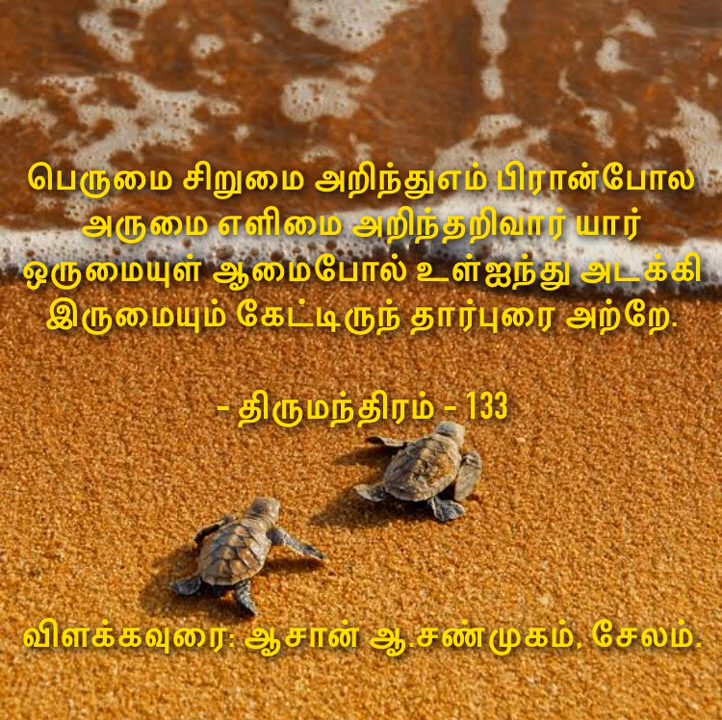 பெருமை சிறுமை அறிந்துஎம் பிரான்போல
அருமை எளிமை அறிந்தறிவார் யார்
ஒருமையுள் ஆமைபோல் உள்ஐந்து அடக்கி
இருமையும் கேட்டிருந் தார்புரை அற்றே.
- திருமந்திரம் - 133
விளக்கவுரை: ஆசான் ஆ.சண்முகம், சேலம்.